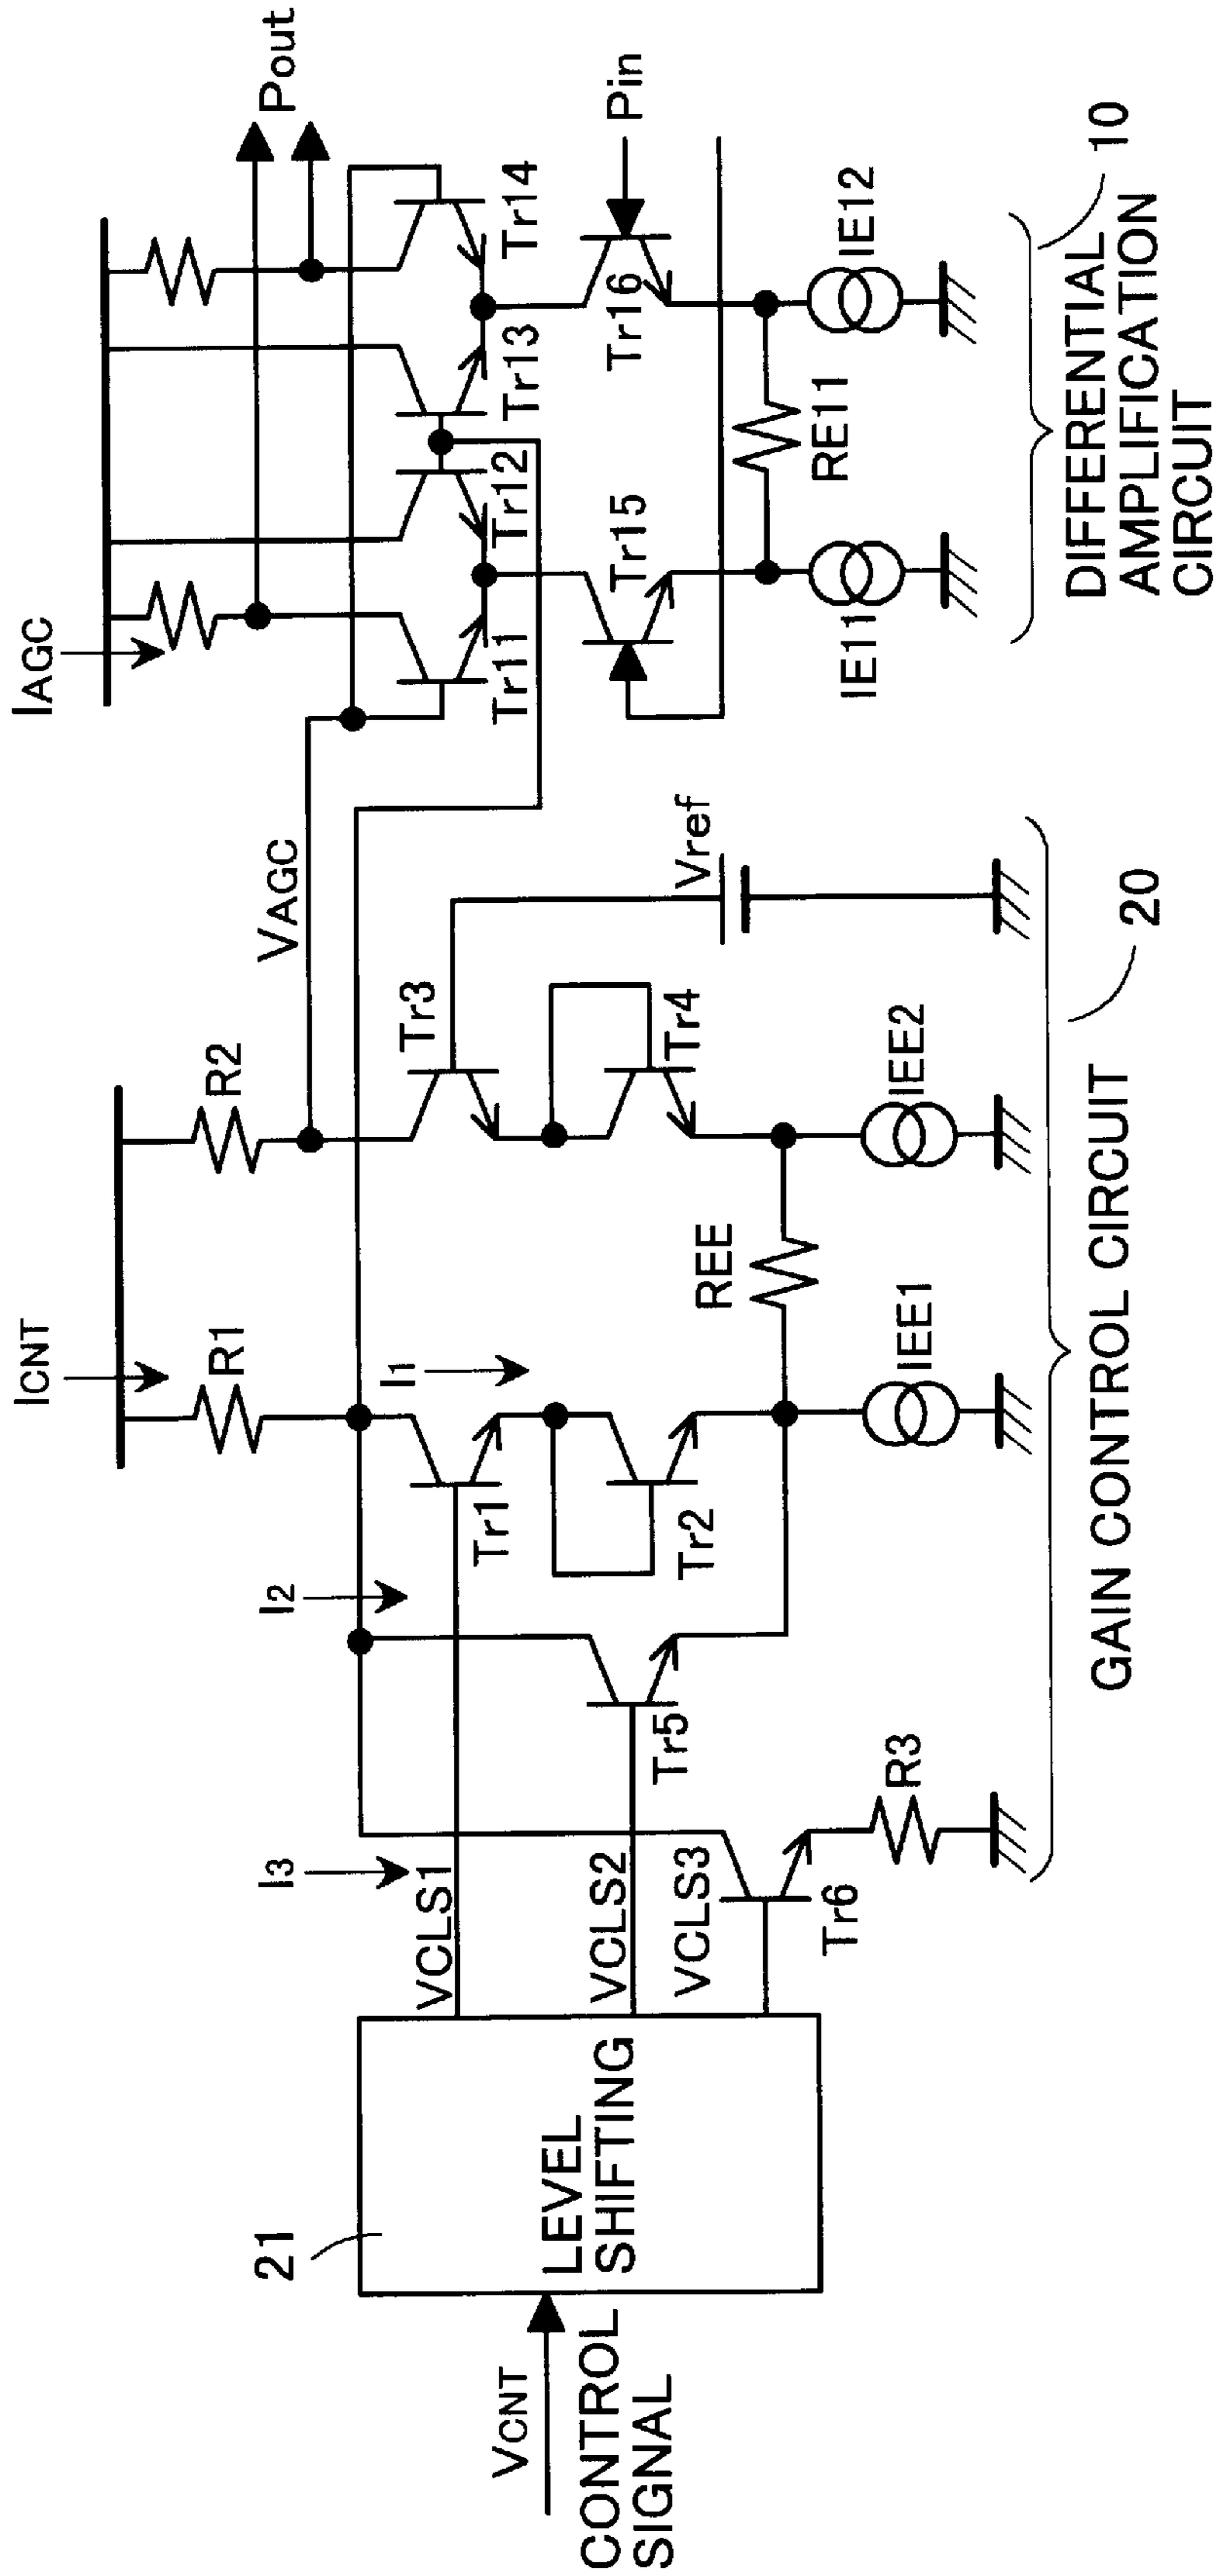 ICNT
IAGC
R1
R2
VAGC
Pout
I1
I2
I3
Tr1
Tr2
Tr3
Tr4
Tr5
Tr6
Tr11
Tr12
Tr13
Tr14
Tr15
Tr16
Pin
Vref
REE
RE11
IEE1
IEE2
IE11
IE12
R3
VCLS1
VCLS2
VCLS3
21
LEVEL
SHIFTING
VCNT
CONTROL
SIGNAL
20
GAIN CONTROL CIRCUIT
10
DIFFERENTIAL
AMPLIFICATION
CIRCUIT